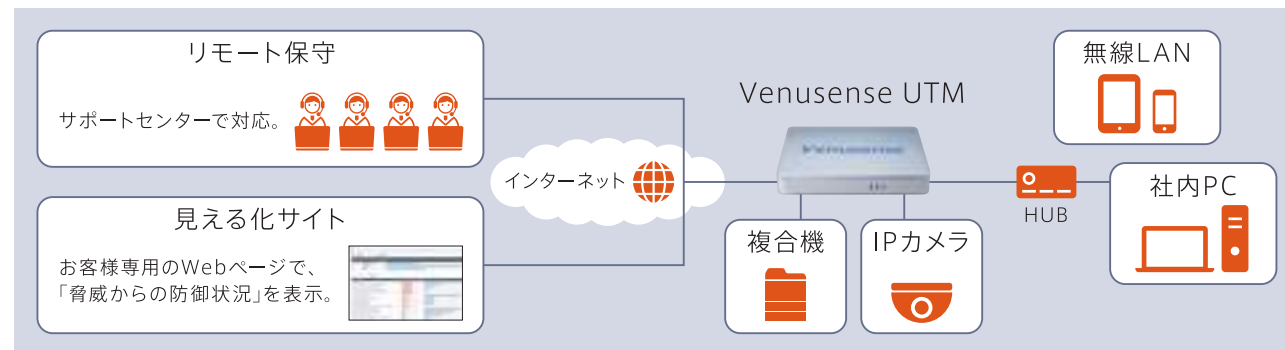 リモート保守
サポートセンターで対応。
見える化サイト
お客様専用のWebページで、
「脅威からの防御状況」を表示。
インターネット
Venusense UTM
Venusense
複合機
IPカメラ
HUB
無線LAN
社内PC